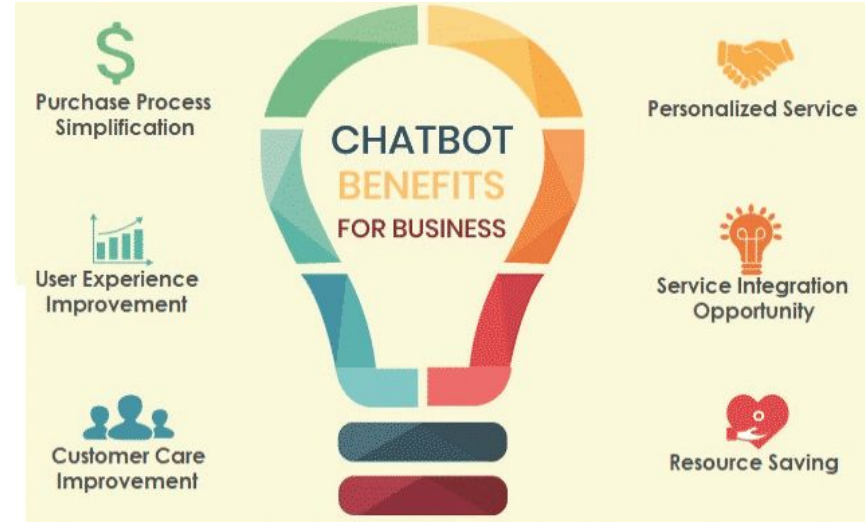 CHATBOT
BENEFITS
FOR BUSINESS
Purchase Process
Simplification
User Experience
Improvement
Customer Care
Improvement
Personalized Service
Service Integration
Opportunity
Resource Saving